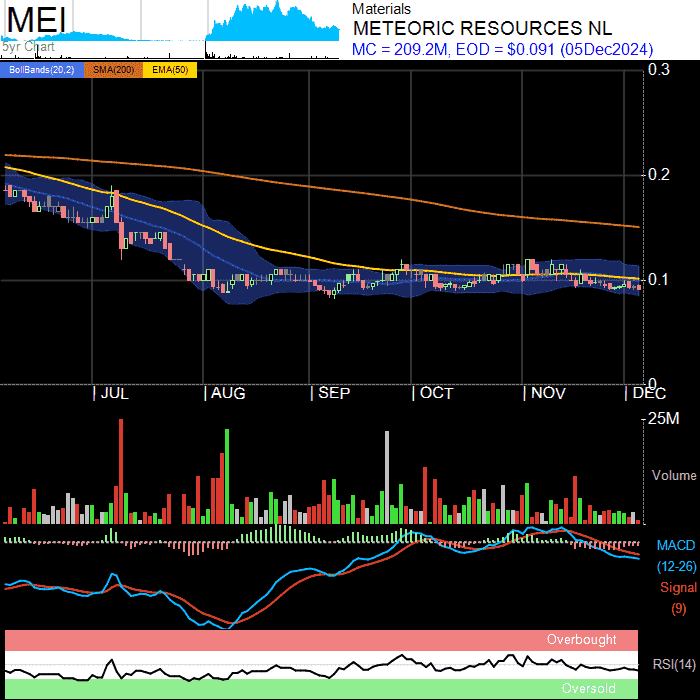 MEI
5yr Chart
Materials
METEORIC RESOURCES NL
MC = 209.2M, EOD = $0.091 (05Dec2024)
BollBands(20,2) SMA(200) EMA(50)
0.3
0.2
0.1
0
| JUL | AUG | SEP | OCT | NOV | DEC
25M
Volume
MACD
(12-26)
Signal
(9)
Overbought
RSI(14)
Oversold